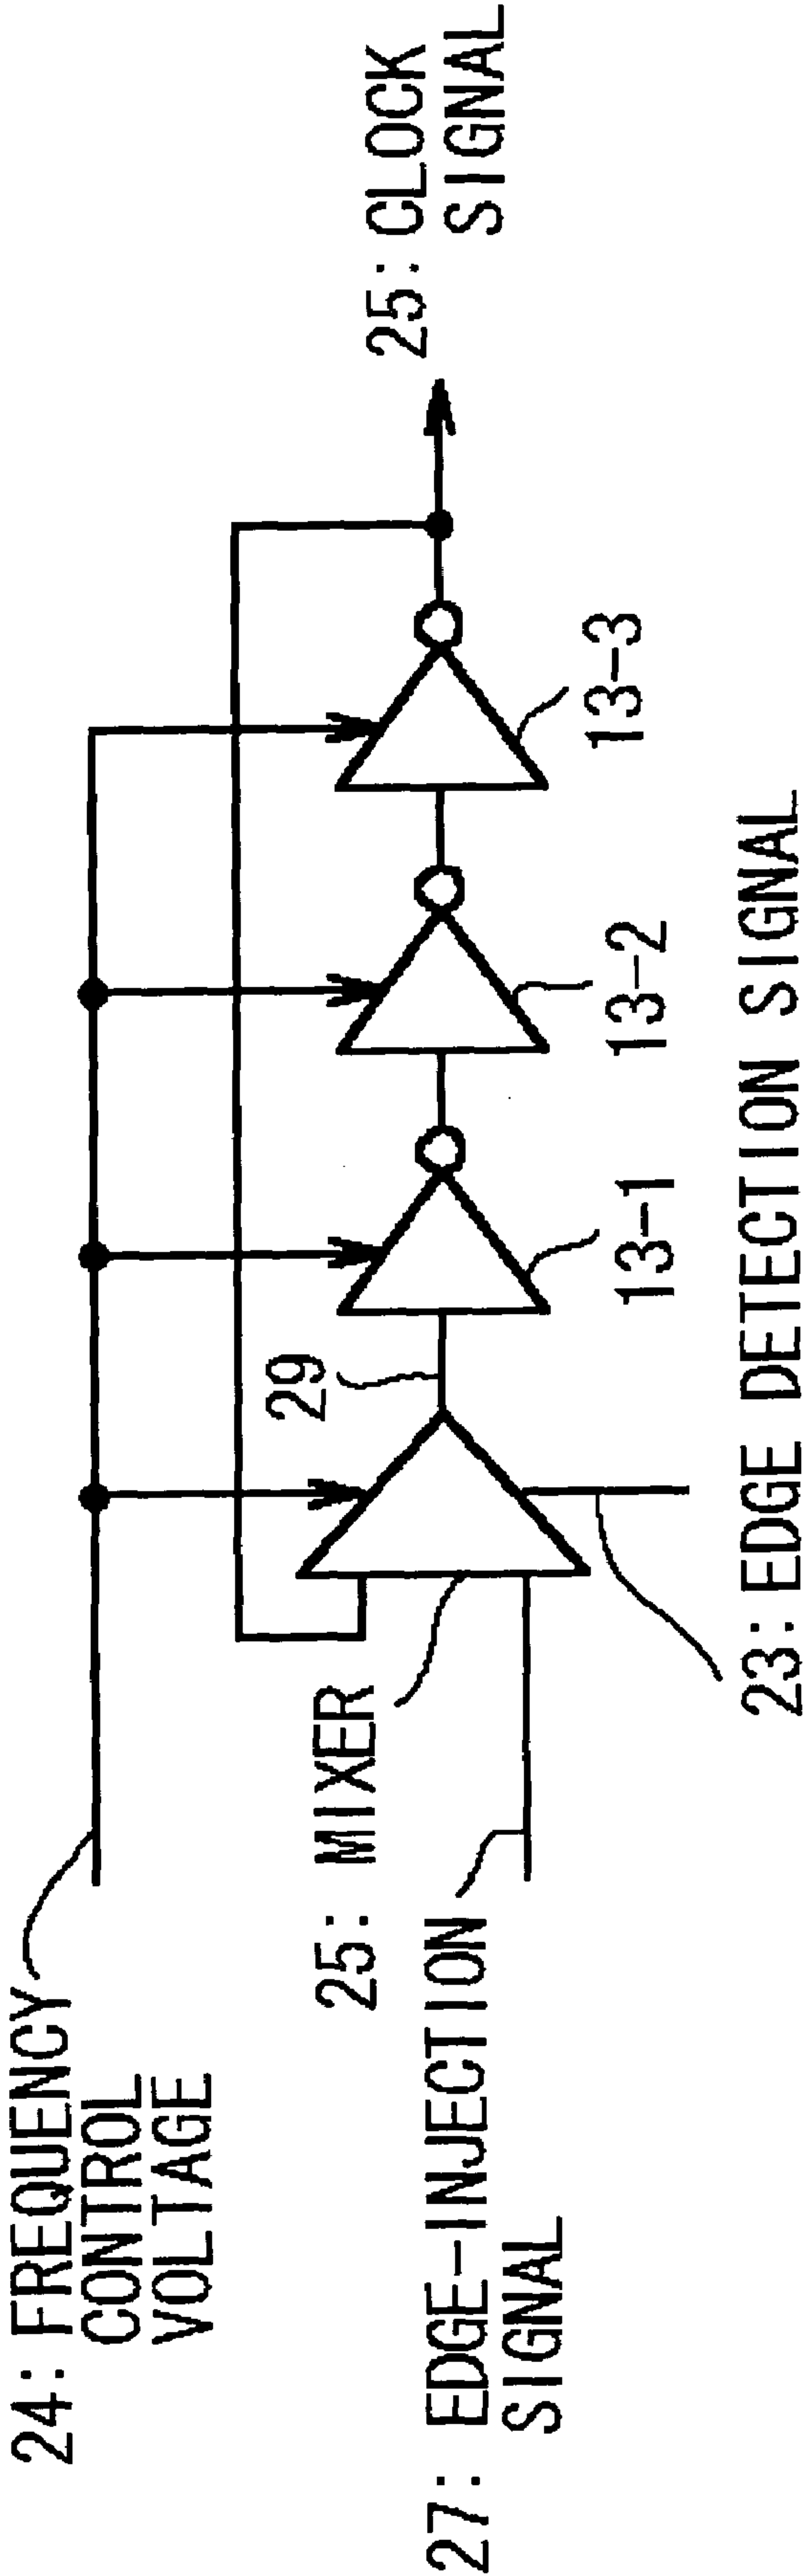 24: FREQUENCY
CONTROL
VOLTAGE
25: MIXER
27: EDGE-INJECTION
SIGNAL
29
13-1
13-2
13-3
23: EDGE DETECTION SIGNAL
25: CLOCK
SIGNAL